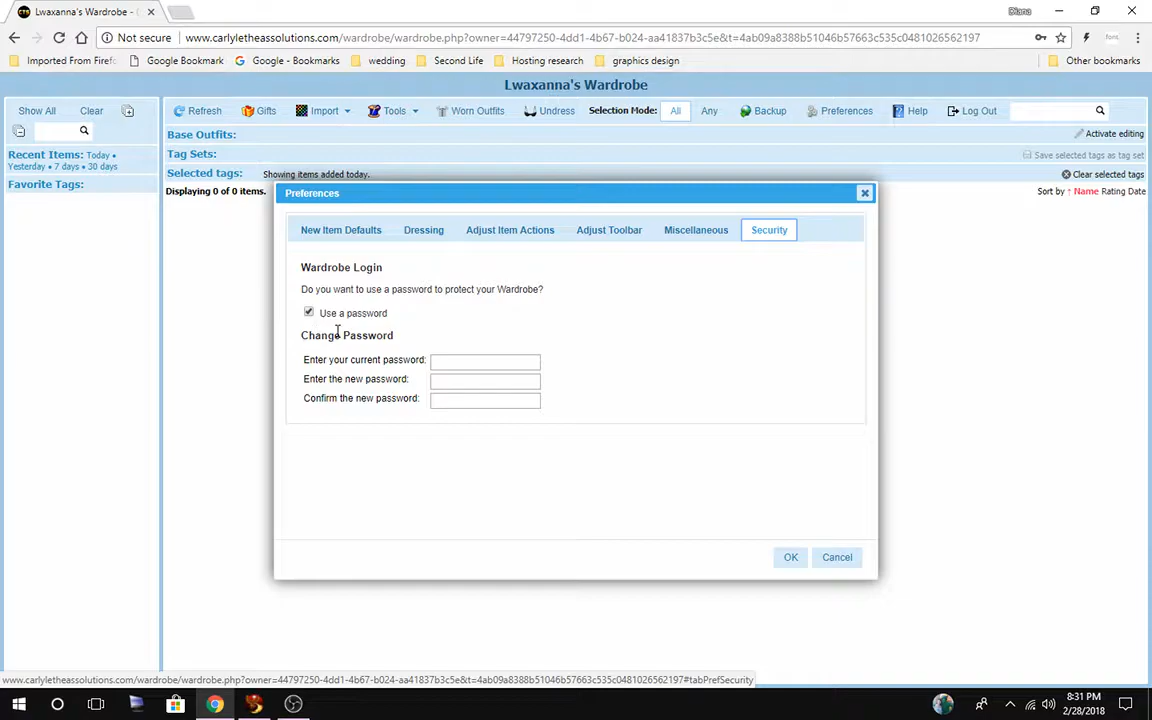 Lwaxanna's Wardrobe - (
Diana
Not secure
www.carlyletheassolutions.com/wardrobe/wardrobe.php?owner=44797250-4dd1-4b67-b024-aa41837b3c5e&t=4ab09a8388b51046b57663c535c0481026562197
Imported From Firef
Google Bookmark
Google - Bookmarks
wedding
Second Life
Hosting research
graphics design
Other bookmarks
Lwaxanna's Wardrobe
Show All Clear
Refresh Gifts Import Tools Worn Outfits Undress Selection Mode: All Any Backup Preferences Help Log Out
Base Outfits:
Activate editing
Recent Items: Today •
Yesterday • 7 days • 30 days
Tag Sets:
Save selected tags as tag set
Selected tags: Showing items added today.
Clear selected tags
Favorite Tags:
Displaying 0 of 0 items.
Sort by ↑ Name Rating Date
Preferences
New Item Defaults Dressing Adjust Item Actions Adjust Toolbar Miscellaneous Security
Wardrobe Login
Do you want to use a password to protect your Wardrobe?
Use a password
Change Password
Enter your current password:
Enter the new password:
Confirm the new password:
OK Cancel
www.carlyletheassolutions.com/wardrobe/wardrobe.php?owner=44797250-4dd1-4b67-b024-aa41837b3c5e&t=4ab09a8388b51046b57663c535c0481026562197#tabPrefSecurity
8:31 PM
2/28/2018